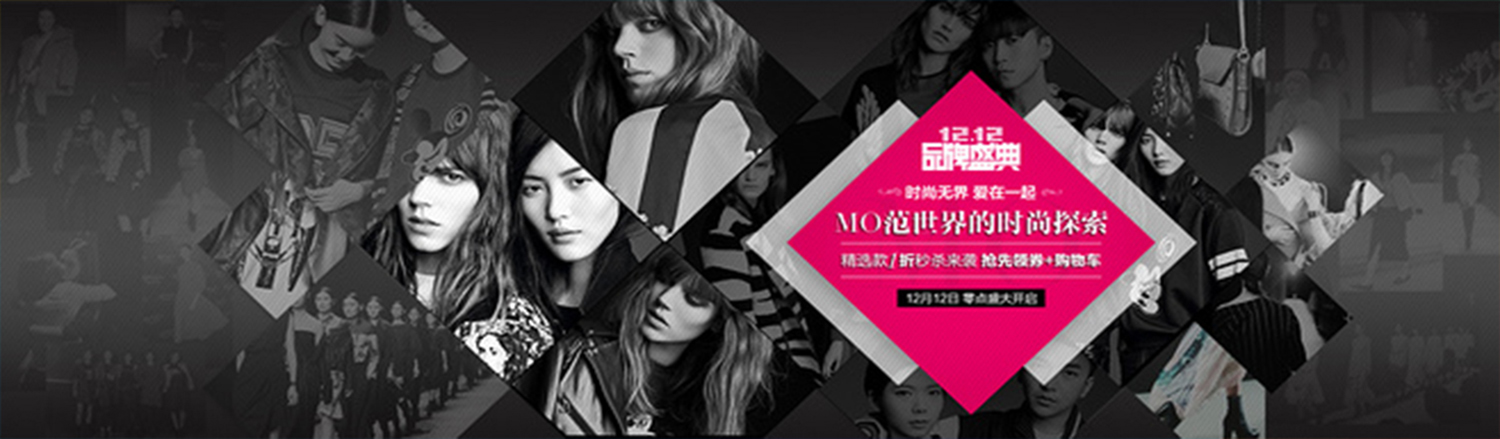 12.12
品牌盛典
时尚无界 爱在一起
MO范世界的时尚探索
精选款/折秒杀来袭 抢先领券+购物车
12月12日 零点盛大开启